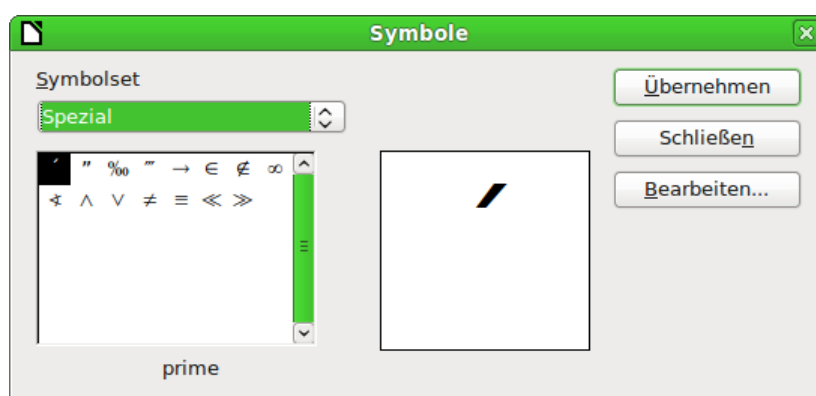 Symbole
Symbolset
Spezial
Übernehmen
Schließen
Bearbeiten...
′ ″ ‰ ‴ → ∈ ∉ ∞
∢ ∧ ∨ ≠ ≡ ≪ ≫
′
prime